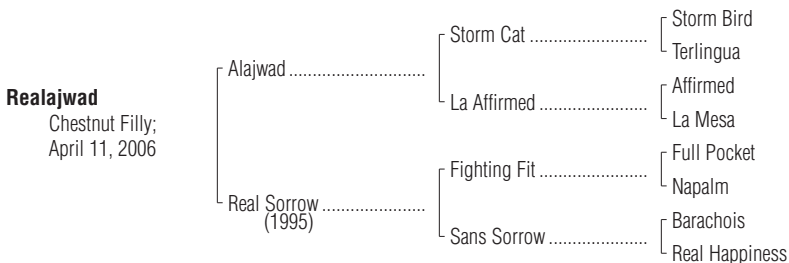 Storm Bird
Storm Cat ..........................
Terlingua
Alajwad .............................
Affirmed
La Affirmed ........................
La Mesa
Realajwad
Chestnut Filly;
April 11, 2006
Full Pocket
Fighting Fit ........................
Napalm
Real Sorrow ......................
(1995)
Barachois
Sans Sorrow .....................
Real Happiness